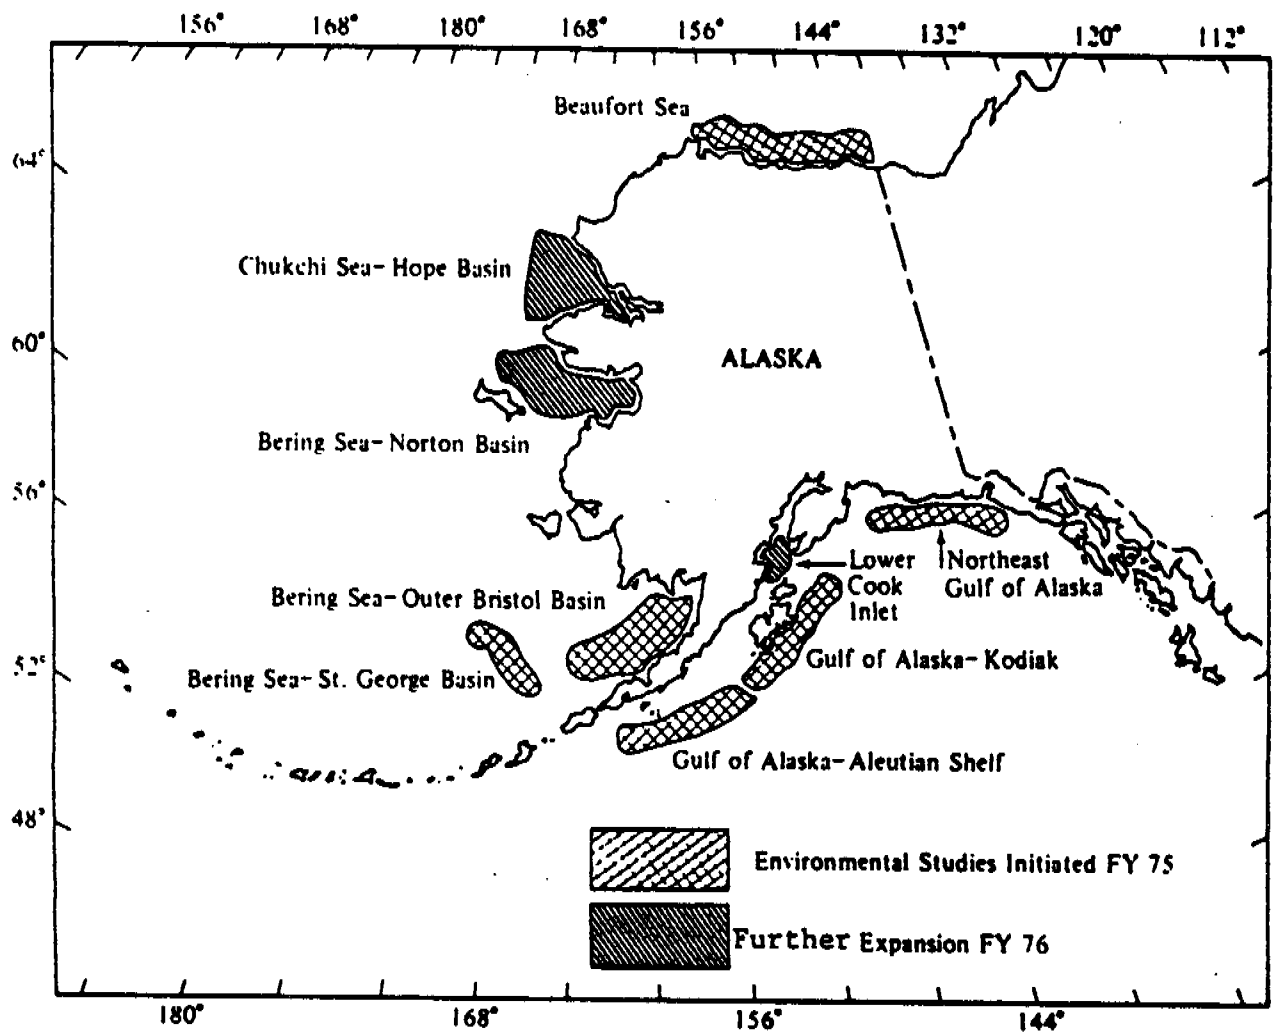 156° 168° 180° 168° 156° 144° 132° 120° 112°
Beaufort Sea
64°
Chukchi Sea-Hope Basin
60°
ALASKA
Bering Sea-Norton Basin
56°
Lower
Cook
Inlet
Northeast
Gulf of Alaska
Bering Sea-Outer Bristol Basin
Gulf of Alaska-Kodiak
52°
Bering Sea-St. George Basin
Gulf of Alaska-Aleutian Shelf
48°
Environmental Studies Initiated FY 75
Further Expansion FY 76
180° 168° 156° 144°